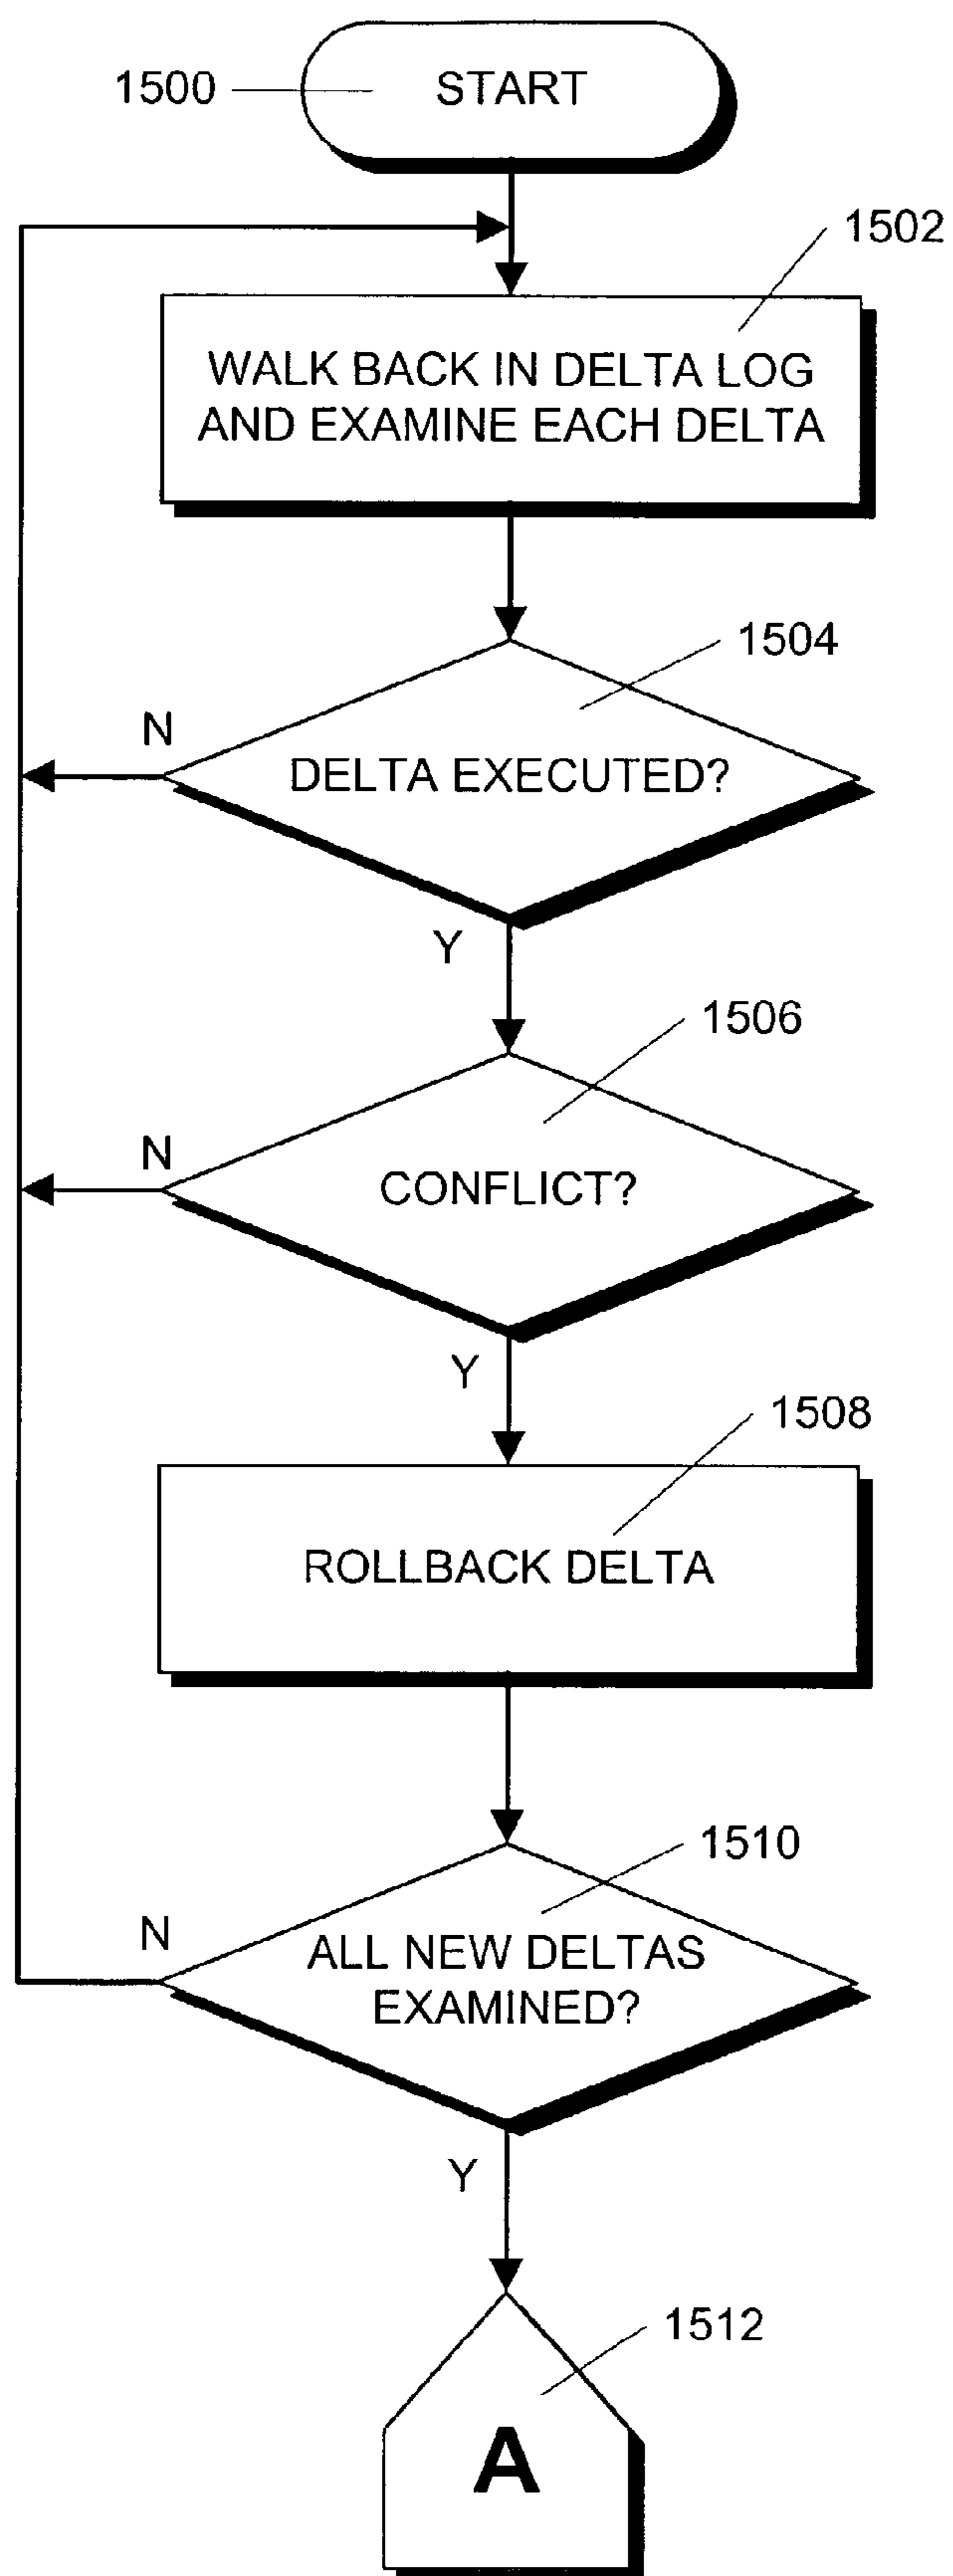 1500
START
1502
WALK BACK IN DELTA LOG
AND EXAMINE EACH DELTA
1504
N
DELTA EXECUTED?
Y
1506
N
CONFLICT?
Y
1508
ROLLBACK DELTA
1510
N
ALL NEW DELTAS
EXAMINED?
Y
1512
A